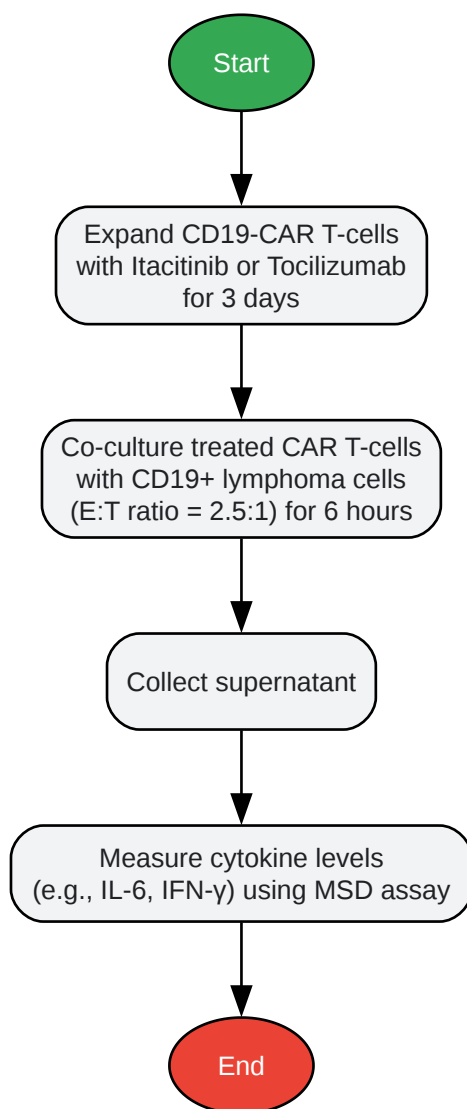 Start
Expand CD19-CAR T-cells
with Itacitinib or Tocilizumab
for 3 days
Co-culture treated CAR T-cells
with CD19+ lymphoma cells
(E:T ratio = 2.5:1) for 6 hours
Collect supernatant
Measure cytokine levels
(e.g., IL-6, IFN-γ) using MSD assay
End